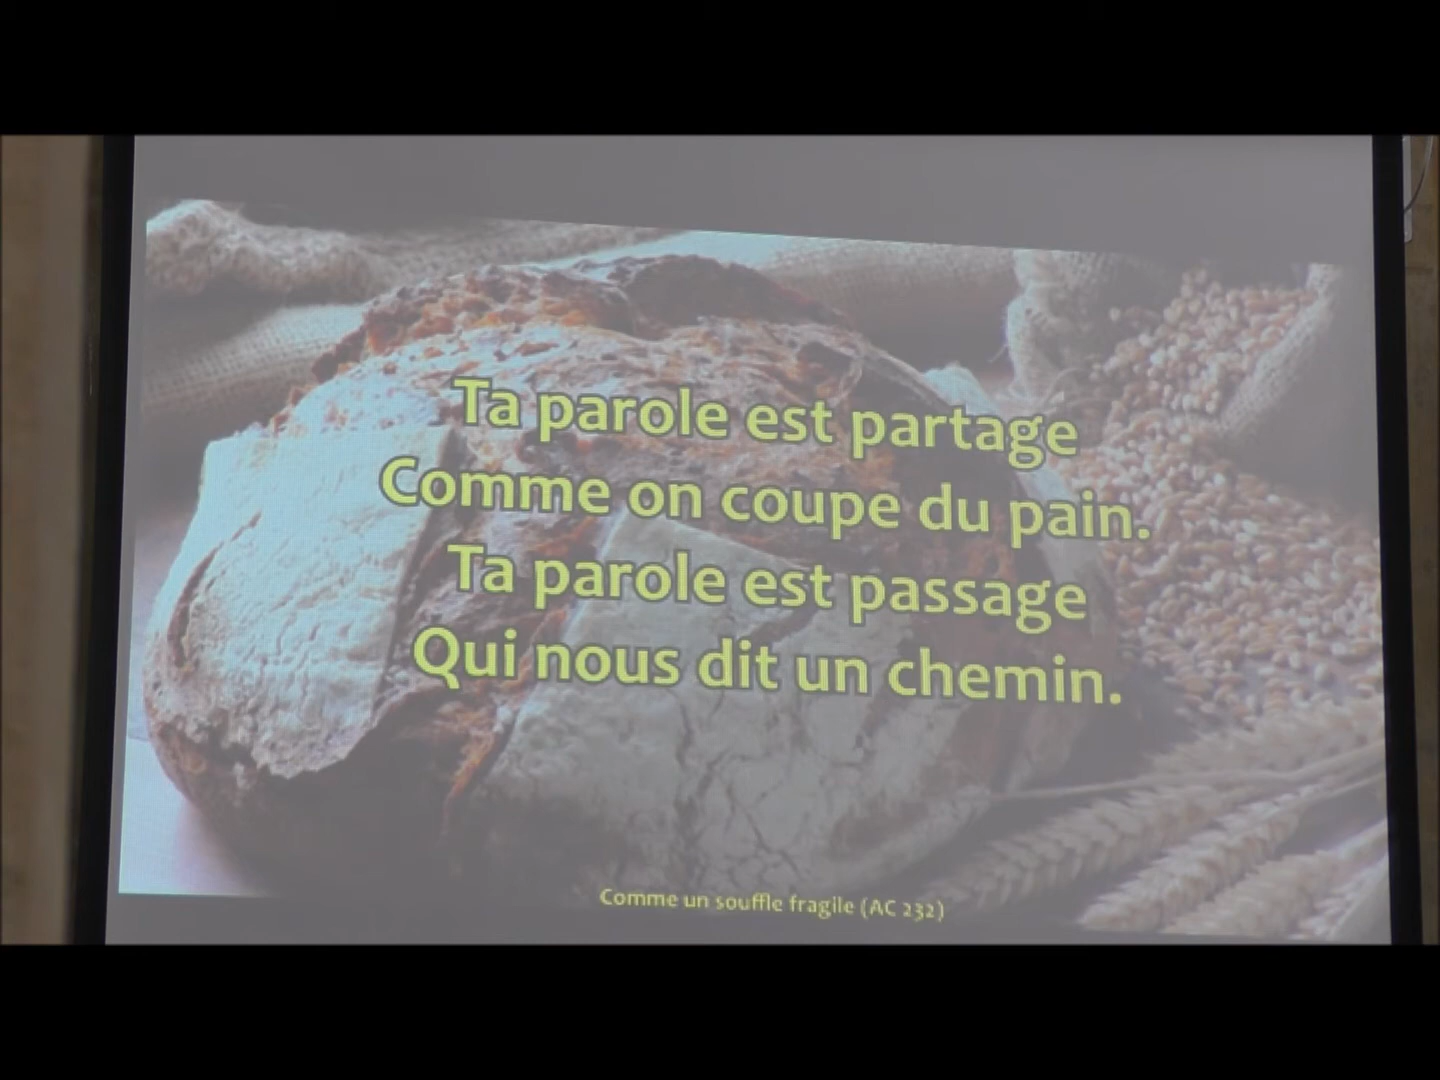 Ta parole est partage
Comme on coupe du pain.
Ta parole est passage
Qui nous dit un chemin.
Comme un souffle fragile (AC 232)